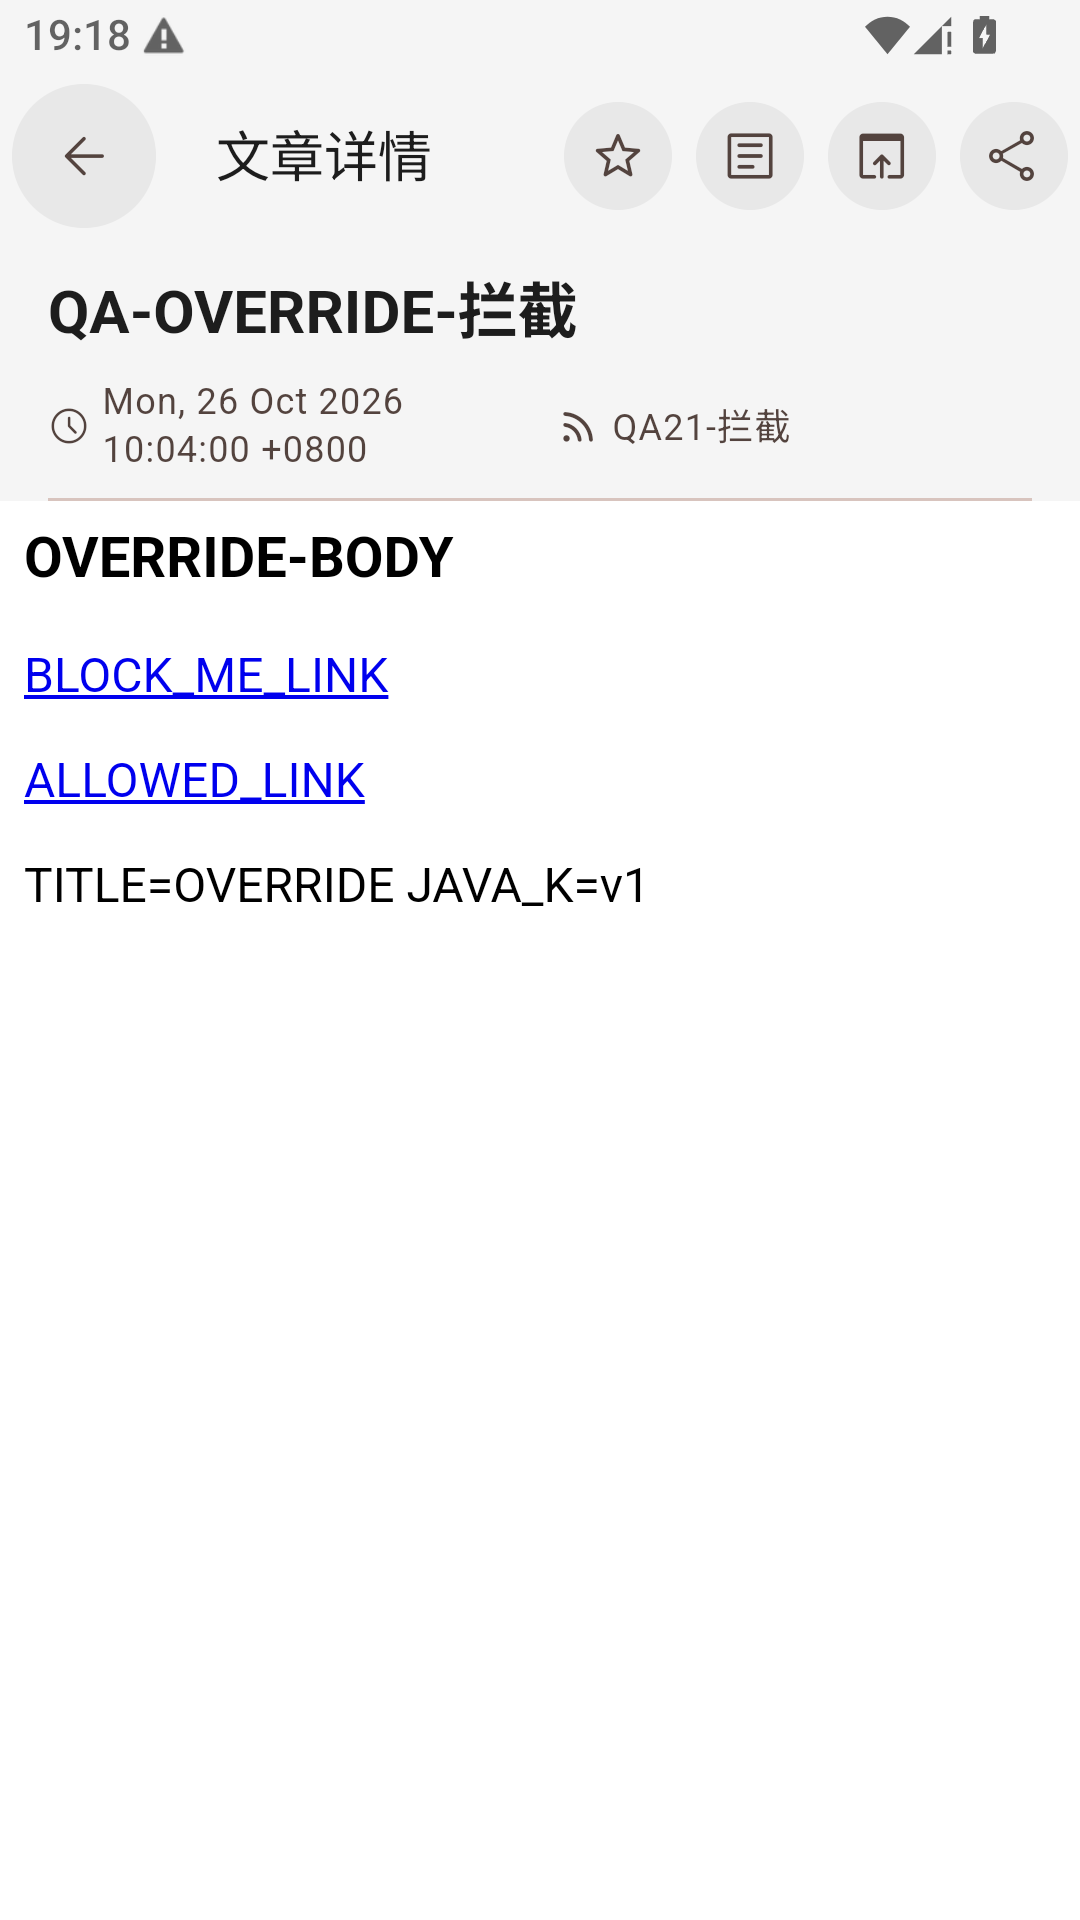 19:18
文章详情
QA-OVERRIDE-拦截
Mon, 26 Oct 2026
10:04:00 +0800
QA21-拦截
OVERRIDE-BODY
BLOCK_ME_LINK
ALLOWED_LINK
TITLE=OVERRIDE JAVA_K=v1